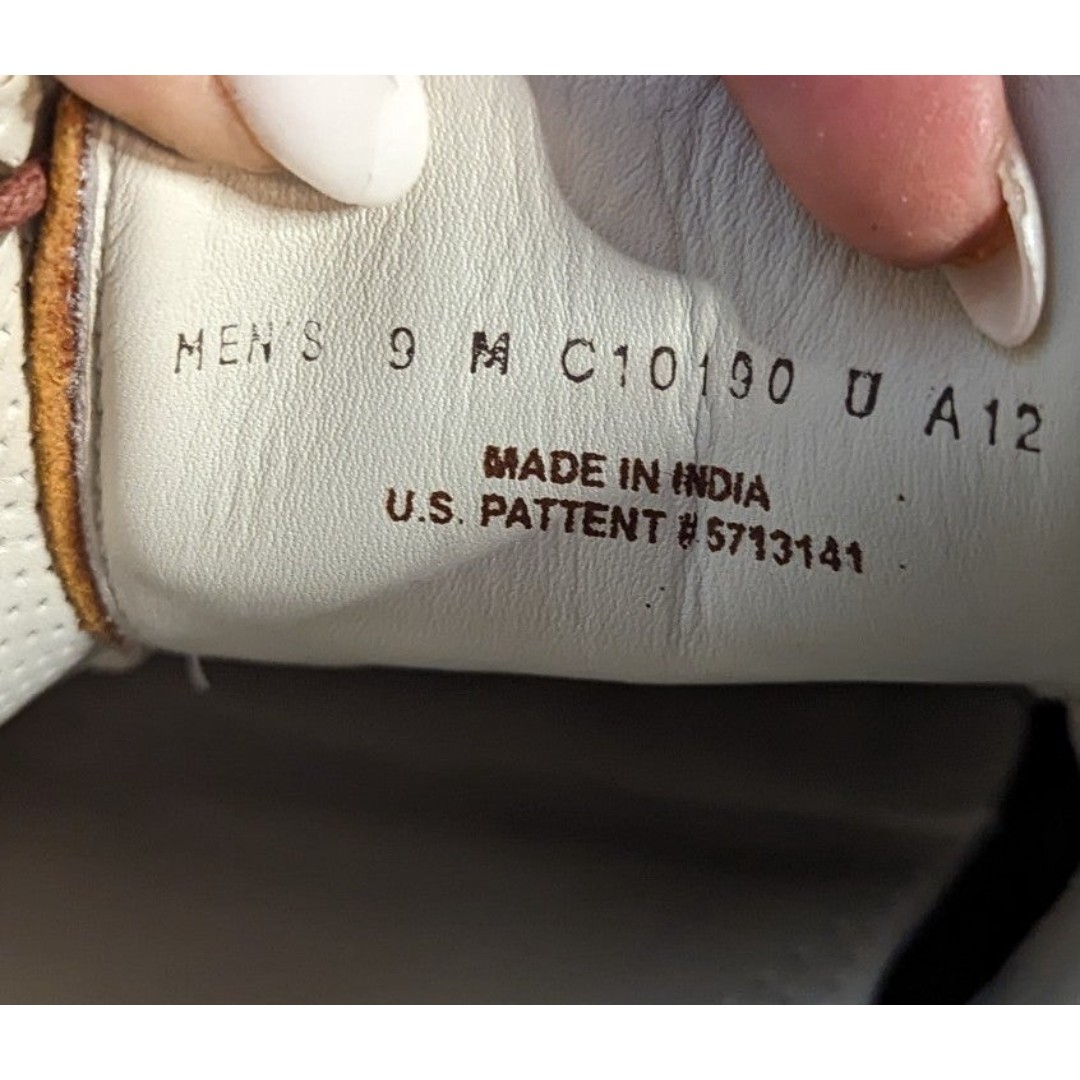 MEN'S 9 M C10190 U A12
MADE IN INDIA
U.S. PATTENT #5713141